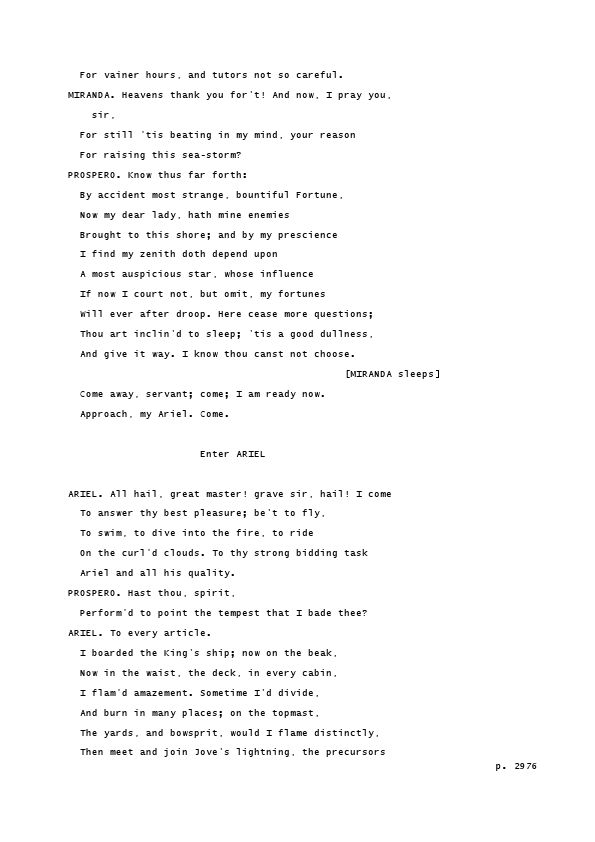 For vainer hours, and tutors not so careful.
MIRANDA. Heavens thank you for't! And now, I pray you,
sir,
For still 'tis beating in my mind, your reason
For raising this sea-storm?
PROSPERO. Know thus far forth:
By accident most strange, bountiful Fortune,
Now my dear lady, hath mine enemies
Brought to this shore; and by my prescience
I find my zenith doth depend upon
A most auspicious star, whose influence
If now I court not, but omit, my fortunes
Will ever after droop. Here cease more questions;
Thou art inclin'd to sleep; 'tis a good dullness,
And give it way. I know thou canst not choose.
[MIRANDA sleeps]
Come away, servant; come; I am ready now.
Approach, my Ariel. Come.
Enter ARIEL
ARIEL. All hail, great master! grave sir, hail! I come
To answer thy best pleasure; be't to fly,
To swim, to dive into the fire, to ride
On the curl'd clouds. To thy strong bidding task
Ariel and all his quality.
PROSPERO. Hast thou, spirit,
Perform'd to point the tempest that I bade thee?
ARIEL. To every article.
I boarded the King's ship; now on the beak,
Now in the waist, the deck, in every cabin,
I flam'd amazement. Sometime I'd divide,
And burn in many places; on the topmast,
The yards, and bowsprit, would I flame distinctly,
Then meet and join Jove's lightning, the precursors
p. 2976